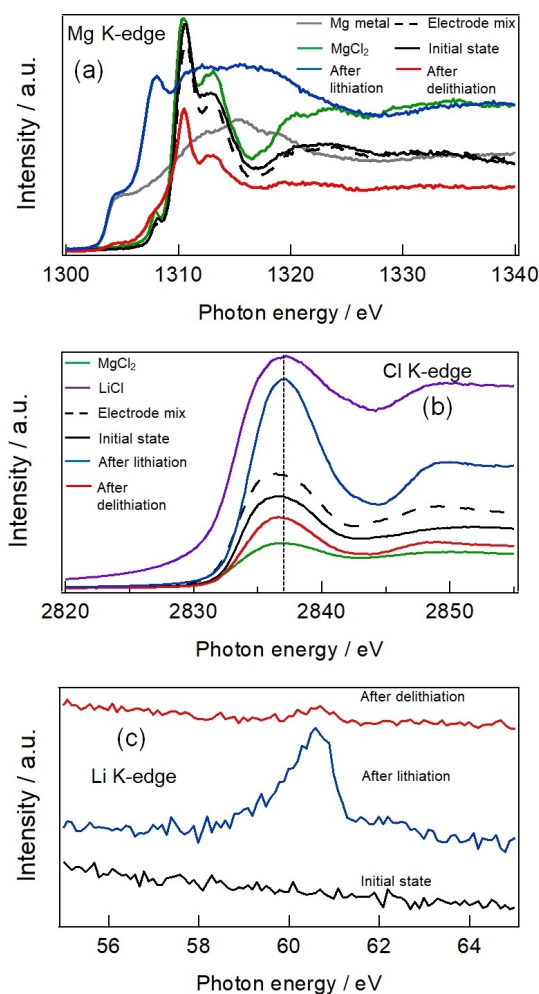 Mg K-edge
(a)
Mg metal
Electrode mix
MgCl2
Initial state
After
lithiation
After
delithiation
Intensity / a.u.
1300 1310 1320 1330 1340
Photon energy / eV
MgCl2
LiCl
Electrode mix
Initial state
After lithiation
After
delithiation
Cl K-edge
(b)
Intensity / a.u.
2820 2830 2840 2850
Photon energy / eV
(c)
Li K-edge
After delithiation
After lithiation
Initial state
Intensity / a.u.
56 58 60 62 64
Photon energy / eV